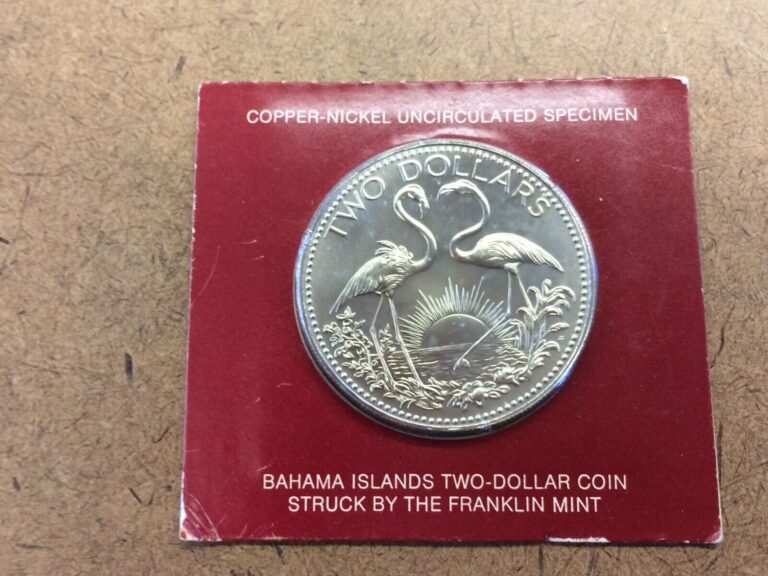 COPPER-NICKEL UNCIRCULATED SPECIMEN
TWO DOLLARS
BAHAMA ISLANDS TWO-DOLLAR COIN
STRUCK BY THE FRANKLIN MINT